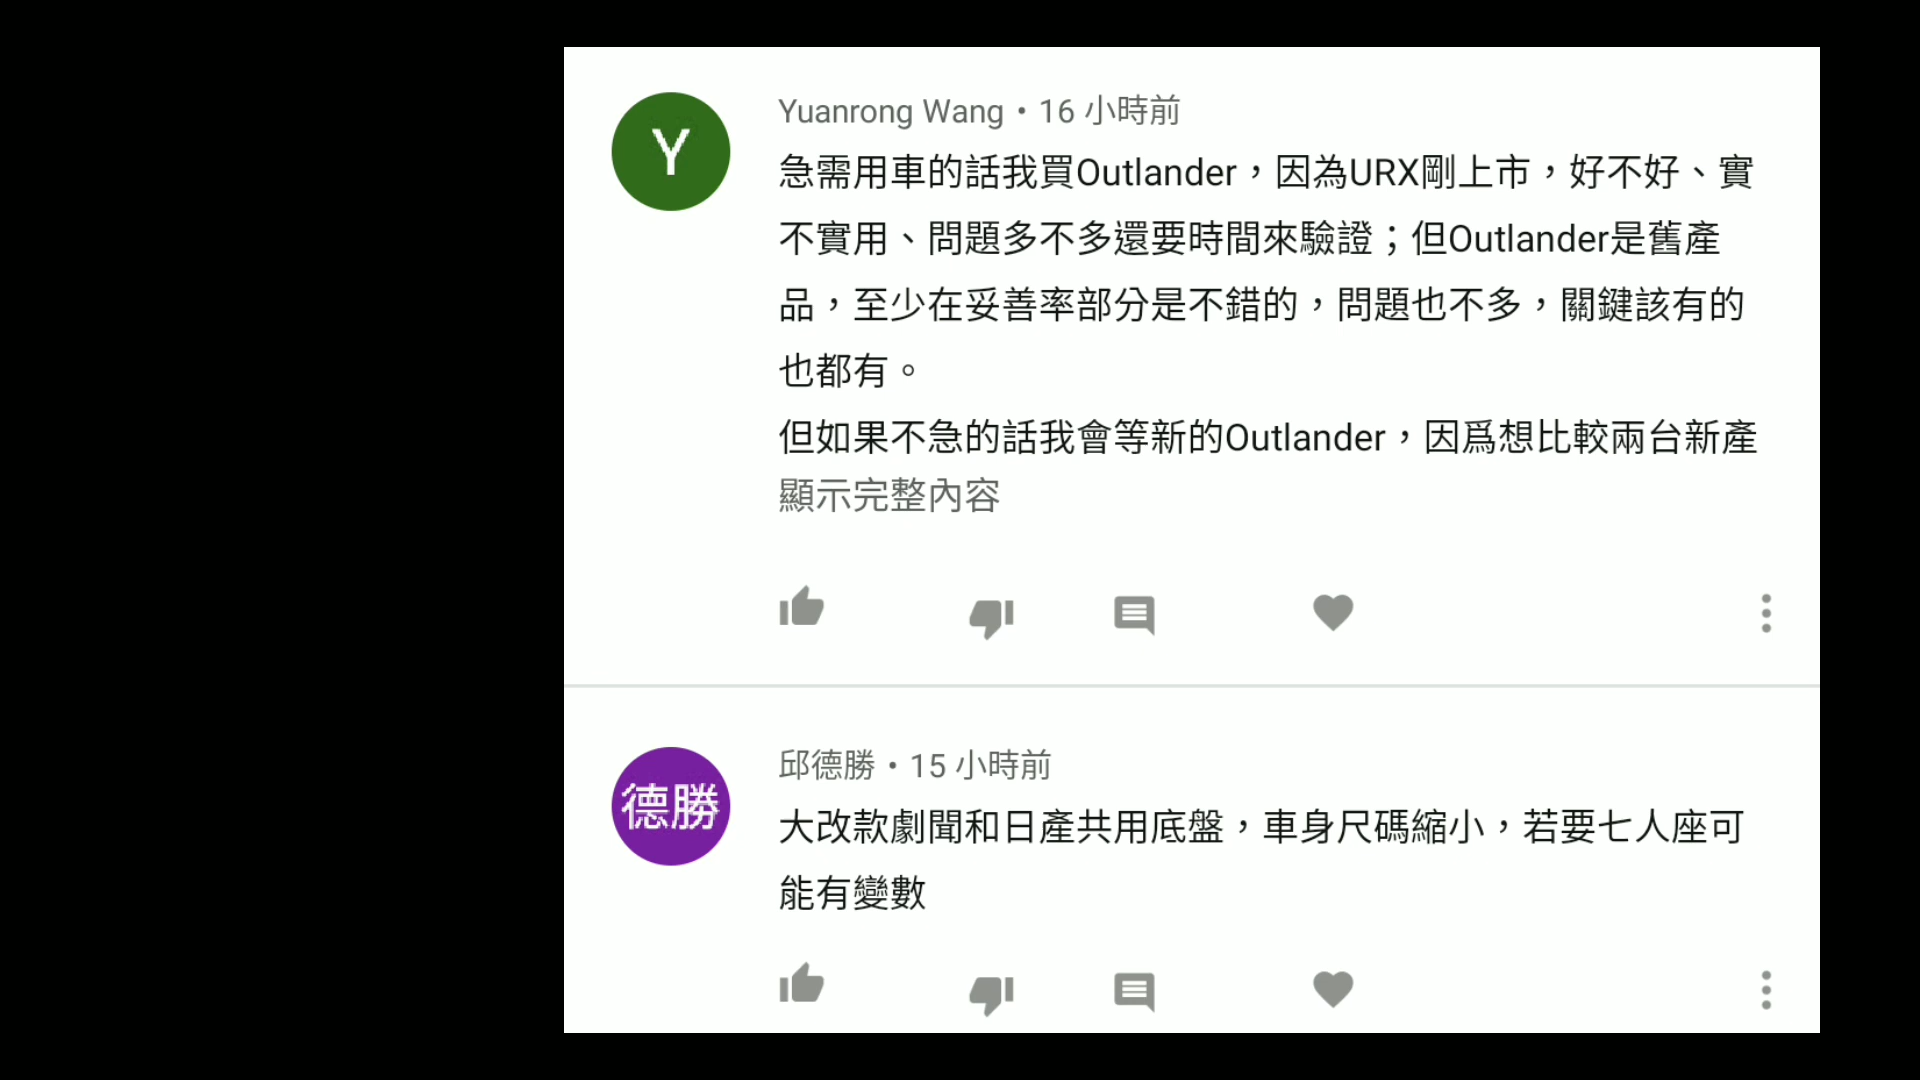 Y
Yuanrong Wang • 16 小時前
急需用車的話我買Outlander，因為URX剛上市，好不好、實
不實用、問題多不多還要時間來驗證；但Outlander是舊產
品，至少在妥善率部分是不錯的，問題也不多，關鍵該有的
也都有。
但如果不急的話我會等新的Outlander，因爲想比較兩台新產
顯示完整內容
德勝
邱德勝 • 15 小時前
大改款劇聞和日產共用底盤，車身尺碼縮小，若要七人座可
能有變數